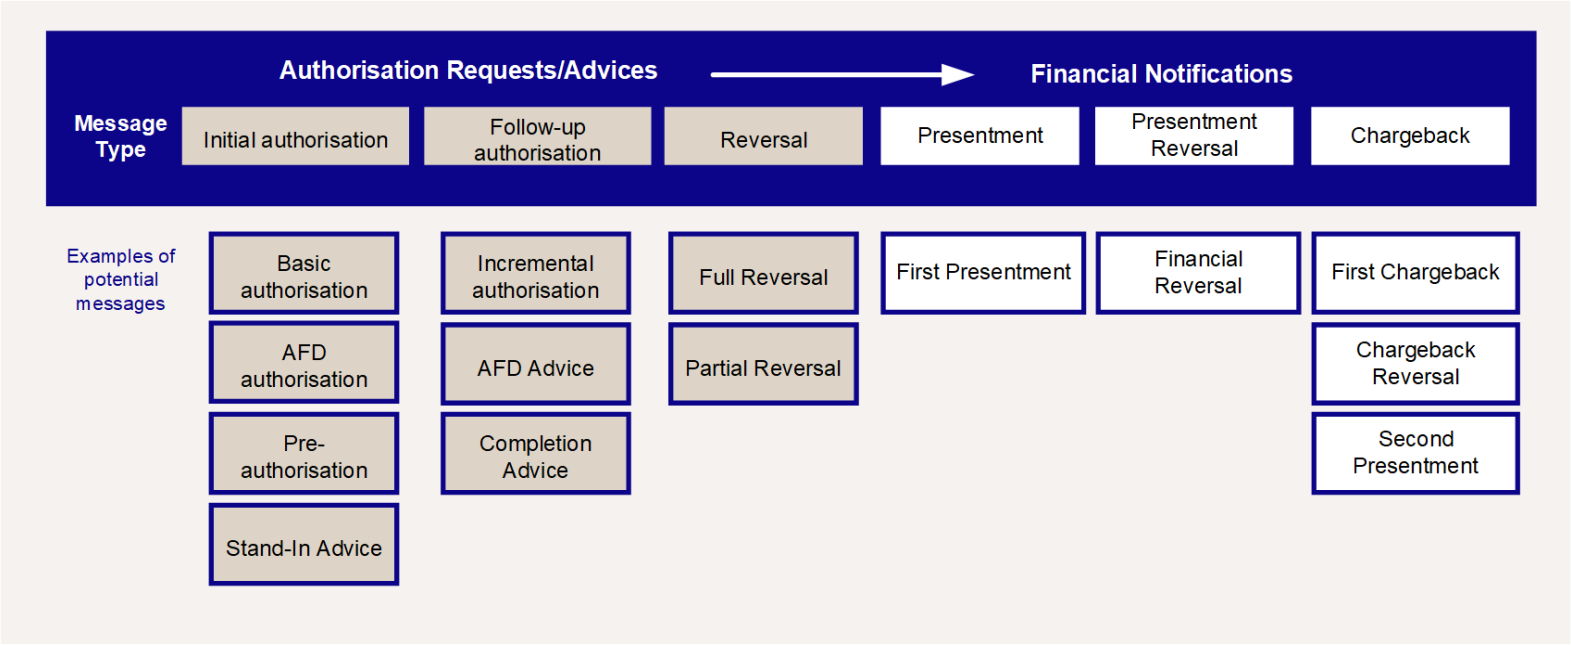 Authorisation Requests/Advices
Financial Notifications
Message
Type
Initial authorisation
Follow-up
authorisation
Reversal
Presentment
Presentment
Reversal
Chargeback
Examples of
potential
messages
Basic
authorisation
Incremental
authorisation
Full Reversal
First Presentment
Financial
Reversal
First Chargeback
AFD
authorisation
AFD Advice
Partial Reversal
Chargeback
Reversal
Pre-
authorisation
Completion
Advice
Second
Presentment
Stand-In Advice